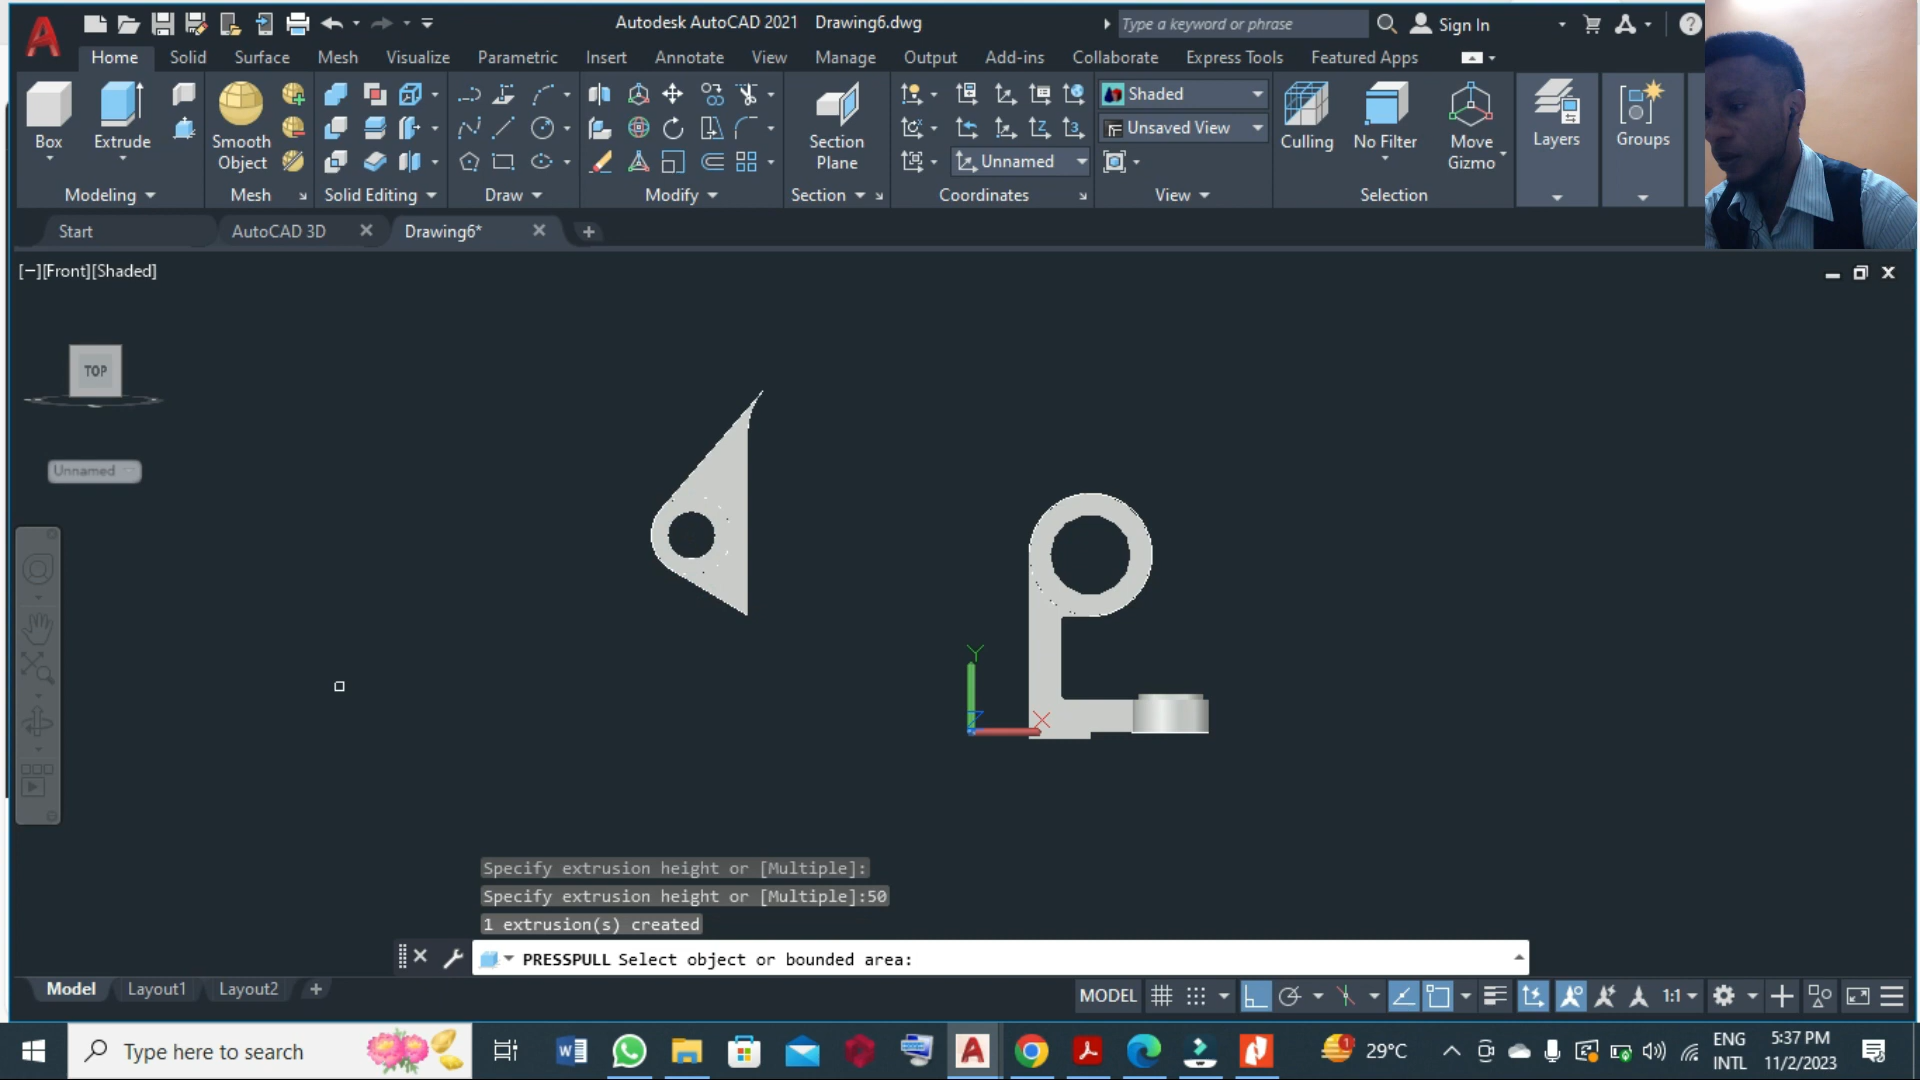 Autodesk AutoCAD 2021 Drawing6.dwg
Type a keyword or phrase
Sign In
Home Solid Surface Mesh Visualize Parametric Insert Annotate View Manage Output Add-ins Collaborate Express Tools Featured Apps
Box
Extrude
Smooth Object
Section Plane
Shaded
Unsaved View
Unnamed
Culling
No Filter
Move Gizmo
Layers
Groups
Modeling
Mesh
Solid Editing
Draw
Modify
Section
Coordinates
View
Selection
Start
AutoCAD 3D
Drawing6*
[−][Front][Shaded]
TOP
Unnamed
Y
Z
X
Specify extrusion height or [Multiple]:
Specify extrusion height or [Multiple]:50
1 extrusion(s) created
PRESSPULL Select object or bounded area:
Model
Layout1
Layout2
MODEL
1:1
Type here to search
29°C
ENG
INTL
5:37 PM
11/2/2023